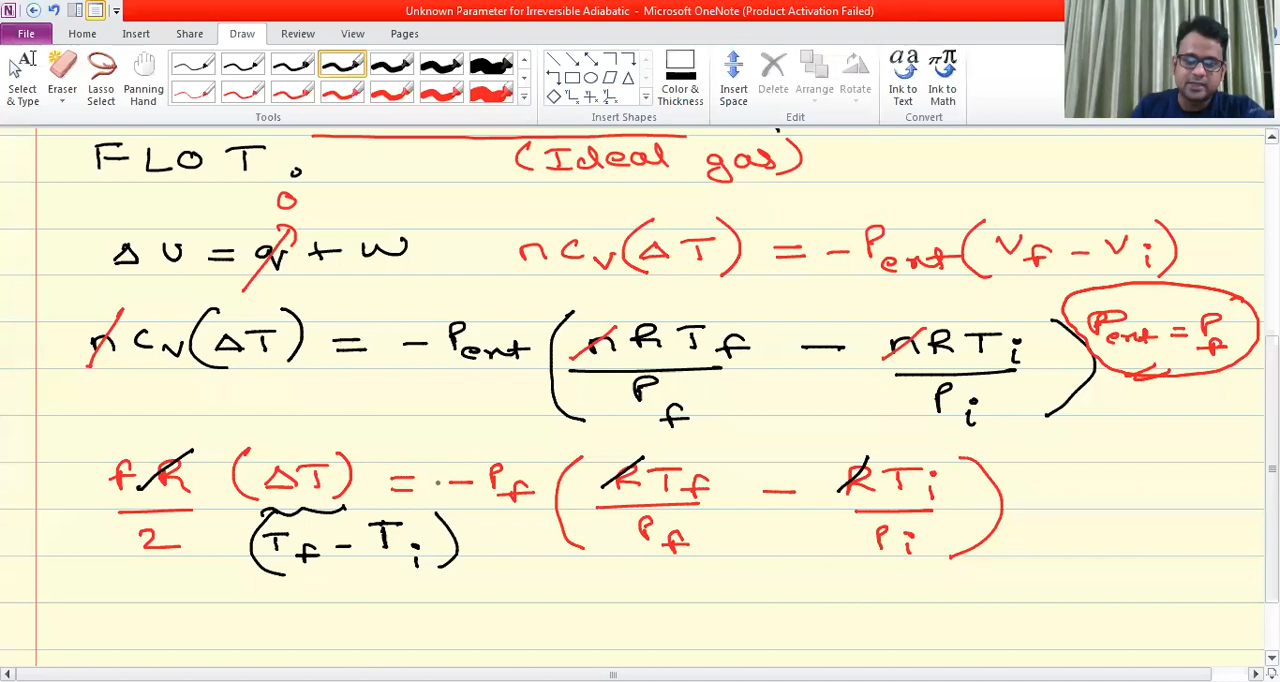 Unknown Parameter for Irreversible Adiabatic - Microsoft OneNote (Product Activation Failed)
File Home Insert Share Draw Review View Pages
Select & Type Eraser Lasso Select Panning Hand Color & Thickness Insert Space Delete Arrange Rotate Ink to Text Ink to Math
Tools Insert Shapes Edit Convert
FLOT. (Ideal gas)
0
ΔU = q + W nCv(ΔT) = -Pext(Vf - Vi)
nCv(ΔT) = -Pext(nRTf/Pf - nRTi/Pi) Pext = Pf
f.R/2 (ΔT) = -Pf(RTf/Pf - RTi/Pi)
(Tf - Ti)